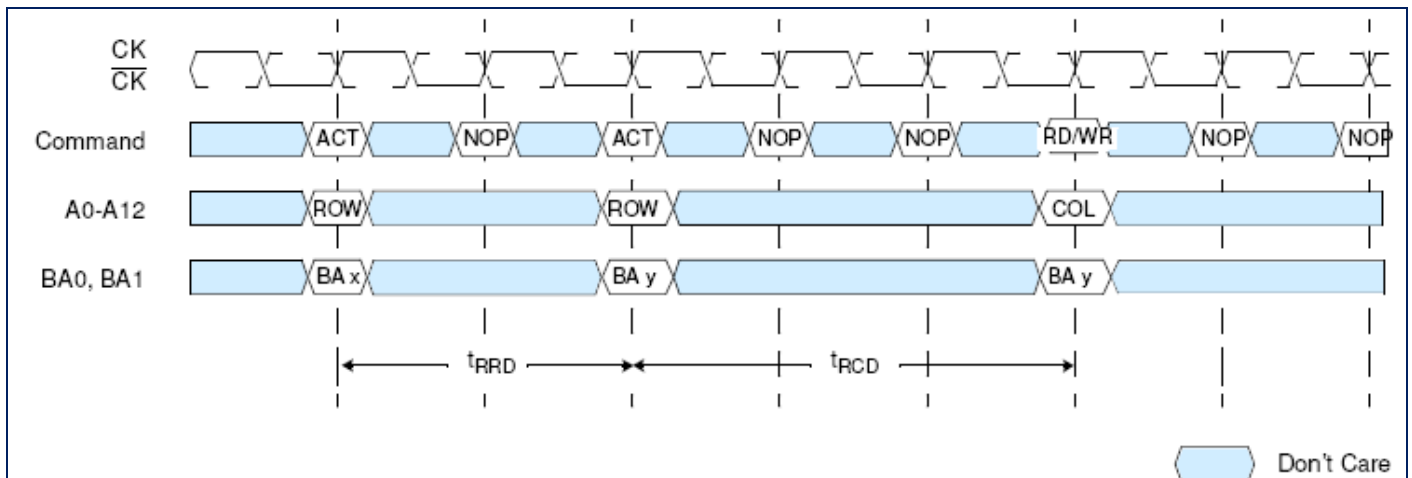 CK
CK
Command ACT NOP ACT NOP NOP RD/WR NOP NOP
A0-A12 ROW ROW COL
BA0, BA1 BA x BA y BA y
tRRD tRCD
Don't Care